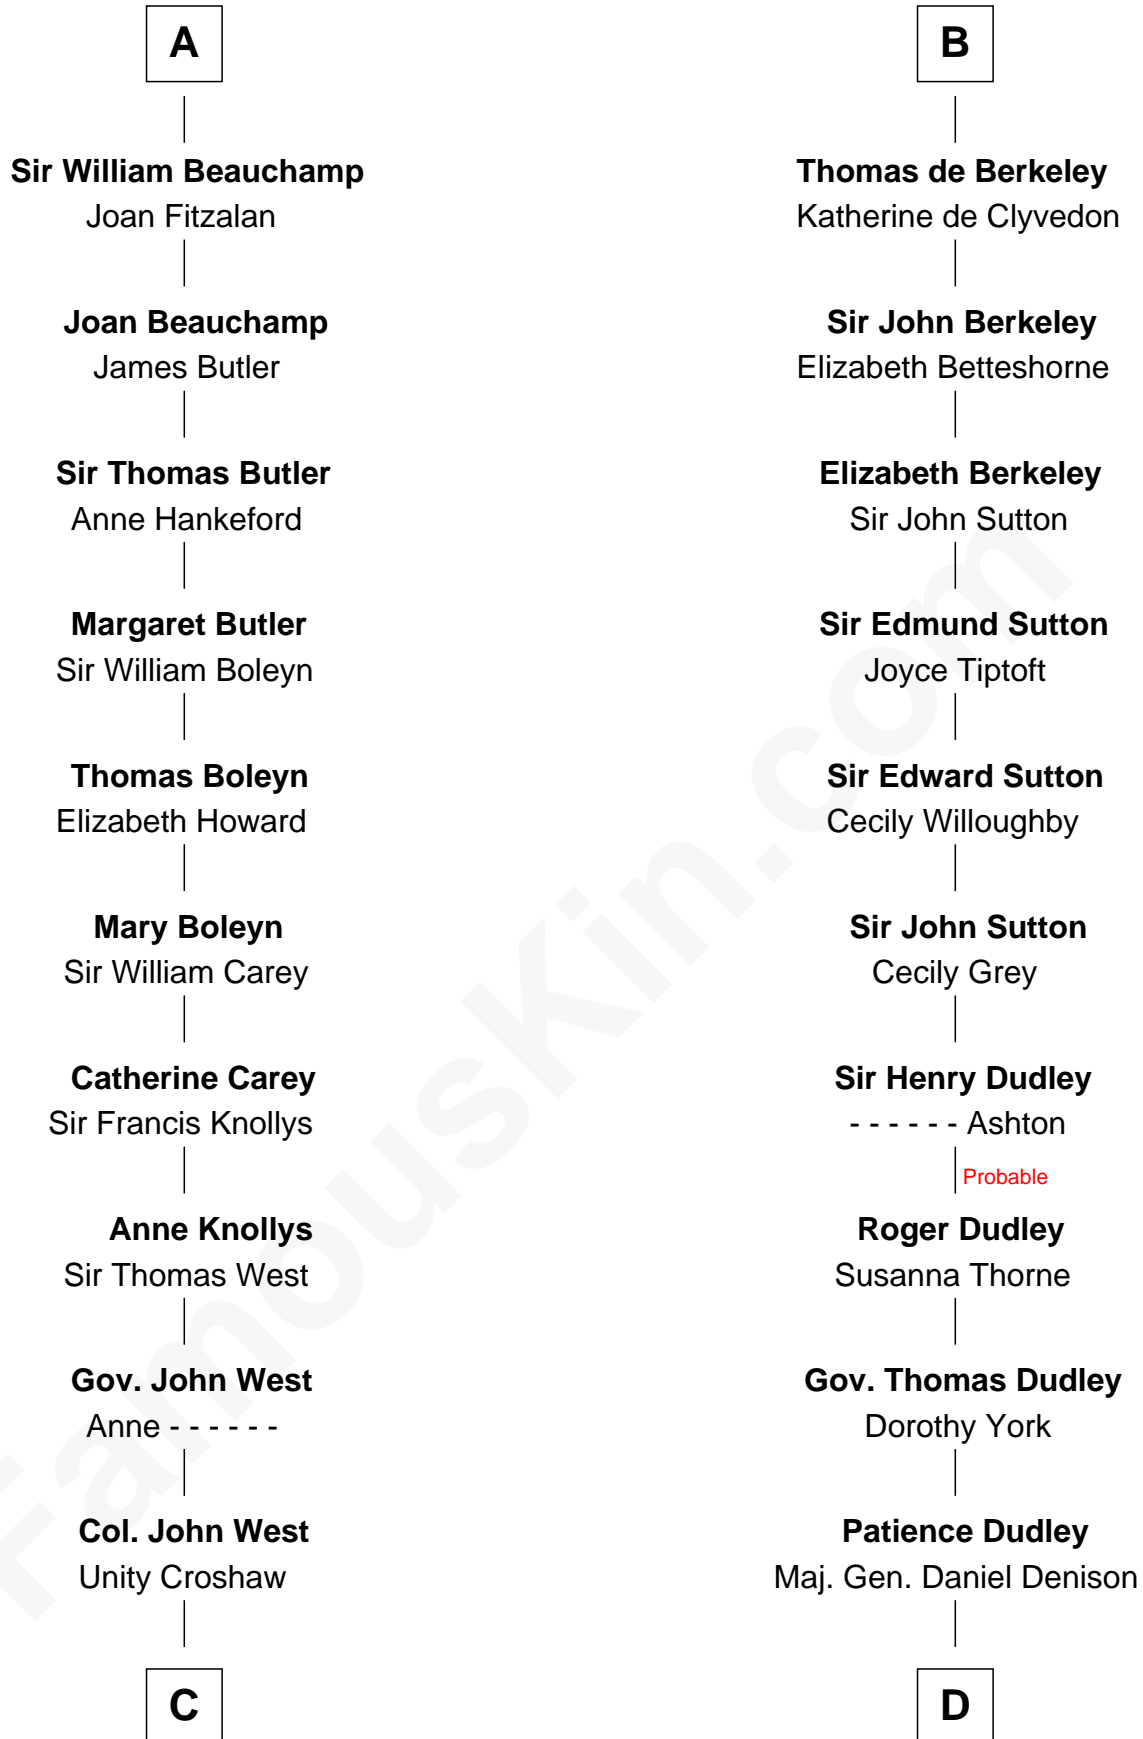 A
Sir William Beauchamp
Joan Fitzalan
Joan Beauchamp
James Butler
Sir Thomas Butler
Anne Hankeford
Margaret Butler
Sir William Boleyn
Thomas Boleyn
Elizabeth Howard
Mary Boleyn
Sir William Carey
Catherine Carey
Sir Francis Knollys
Anne Knollys
Sir Thomas West
Gov. John West
Anne - - - - - -
Col. John West
Unity Croshaw
C
B
Thomas de Berkeley
Katherine de Clyvedon
Sir John Berkeley
Elizabeth Betteshorne
Elizabeth Berkeley
Sir John Sutton
Sir Edmund Sutton
Joyce Tiptoft
Sir Edward Sutton
Cecily Willoughby
Sir John Sutton
Cecily Grey
Sir Henry Dudley
- - - - - - Ashton
Probable
Roger Dudley
Susanna Thorne
Gov. Thomas Dudley
Dorothy York
Patience Dudley
Maj. Gen. Daniel Denison
D
FamousKin.com